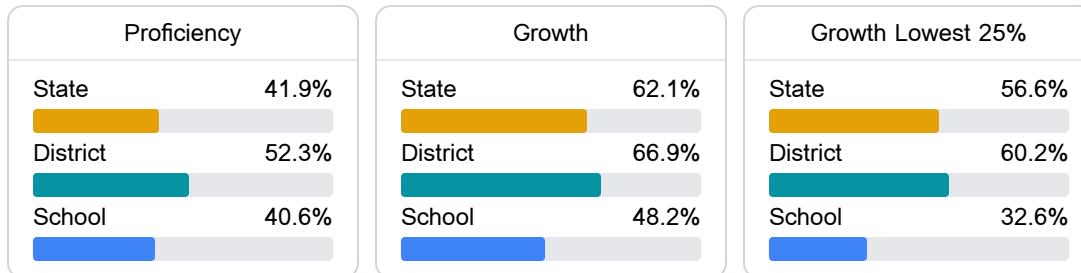 Proficiency
State 41.9%
District 52.3%
School 40.6%
Growth
State 62.1%
District 66.9%
School 48.2%
Growth Lowest 25%
State 56.6%
District 60.2%
School 32.6%